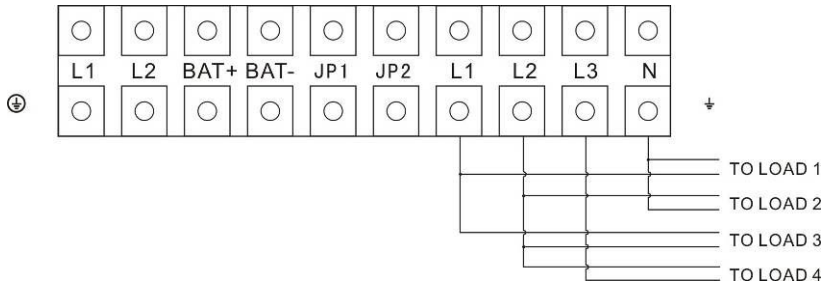 L1 L2 BAT+ BAT- JP1 JP2 L1 L2 L3 N
TO LOAD 1
TO LOAD 2
TO LOAD 3
TO LOAD 4